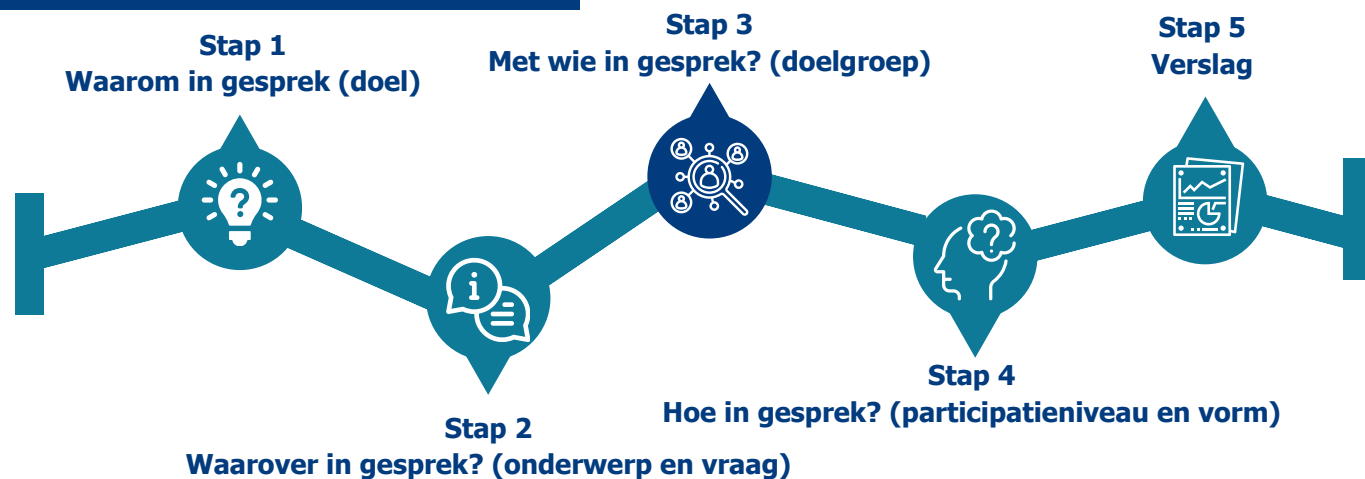 Stap 1
Waarom in gesprek (doel)
Stap 2
Waarover in gesprek? (onderwerp en vraag)
Stap 3
Met wie in gesprek? (doelgroep)
Stap 4
Hoe in gesprek? (participatieniveau en vorm)
Stap 5
Verslag